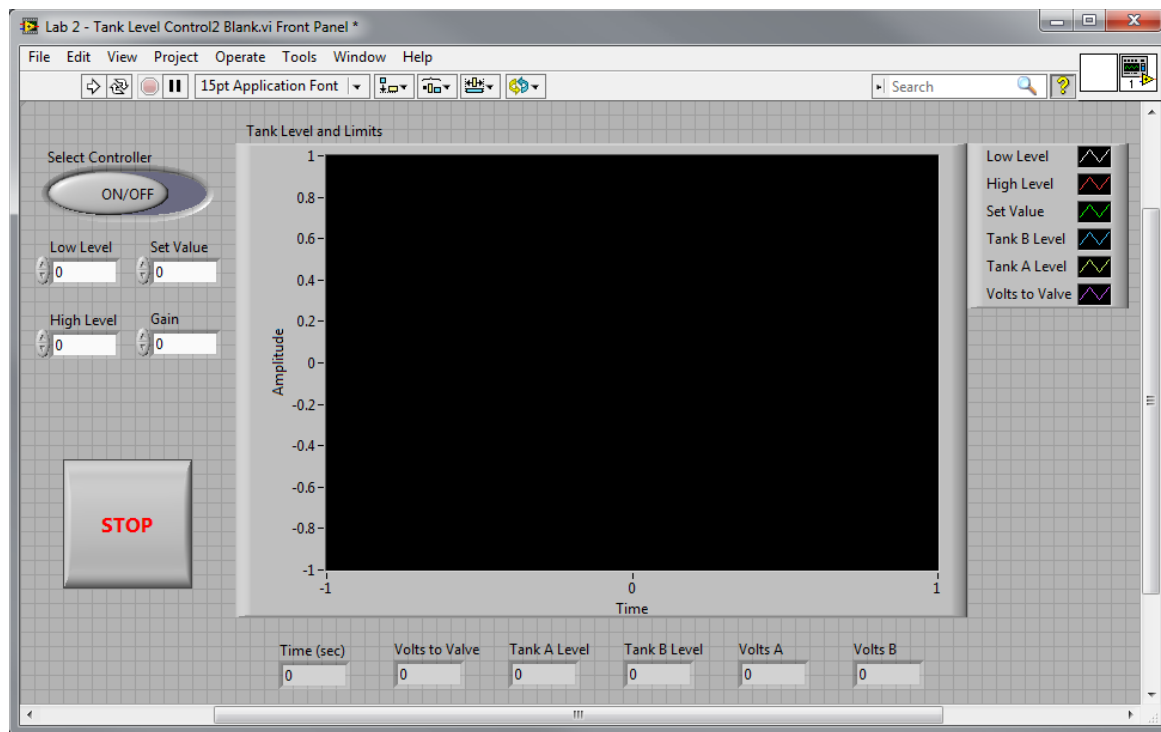 Lab 2 - Tank Level Control2 Blank.vi Front Panel *
File Edit View Project Operate Tools Window Help
15pt Application Font
Search
1
Tank Level and Limits
Select Controller
ON/OFF
Low Level Set Value
0 0
High Level Gain
0 0
STOP
Amplitude
1
0.8
0.6
0.4
0.2
0
-0.2
-0.4
-0.6
-0.8
-1
-1 0 1
Time
Low Level
High Level
Set Value
Tank B Level
Tank A Level
Volts to Valve
Time (sec) Volts to Valve Tank A Level Tank B Level Volts A Volts B
0 0 0 0 0 0